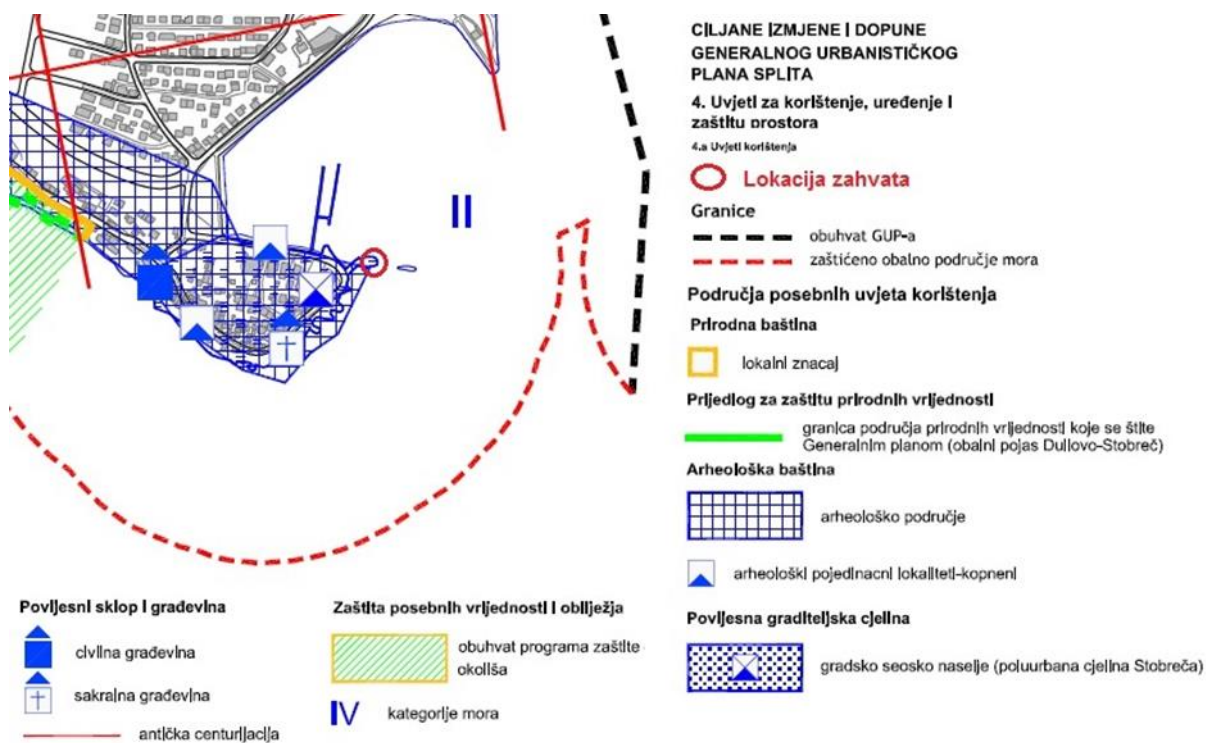 CILJANE IZMJENE I DOPUNE
GENERALNOG URBANISTIČKOG
PLANA SPLITA
4. Uvjeti za korištenje, uređenje i
zaštitu prostora
4.a Uvjeti korištenja
Lokacija zahvata
Granice
obuhvat GUP-a
zaštićeno obalno područje mora
Područja posebnih uvjeta korištenja
Prirodna baština
lokalni znacaj
Prijedlog za zaštitu prirodnih vrijednosti
granica područja prirodnih vrijednosti koje se štite
Generalnim planom (obalni pojas Duilovo-Stobreč)
Arheološka baština
arheološko područje
arheološki pojedinacni lokaliteti-kopneni
Povijesna graditeljska cjelina
gradsko seosko naselje (poluurbana cjelina Stobreča)
II
Povijesni sklop i građevina
civilna građevina
sakralna građevina
antička centurijacija
Zaštita posebnih vrijednosti i obilježja
obuhvat programa zaštite
okoliša
IV kategorije mora